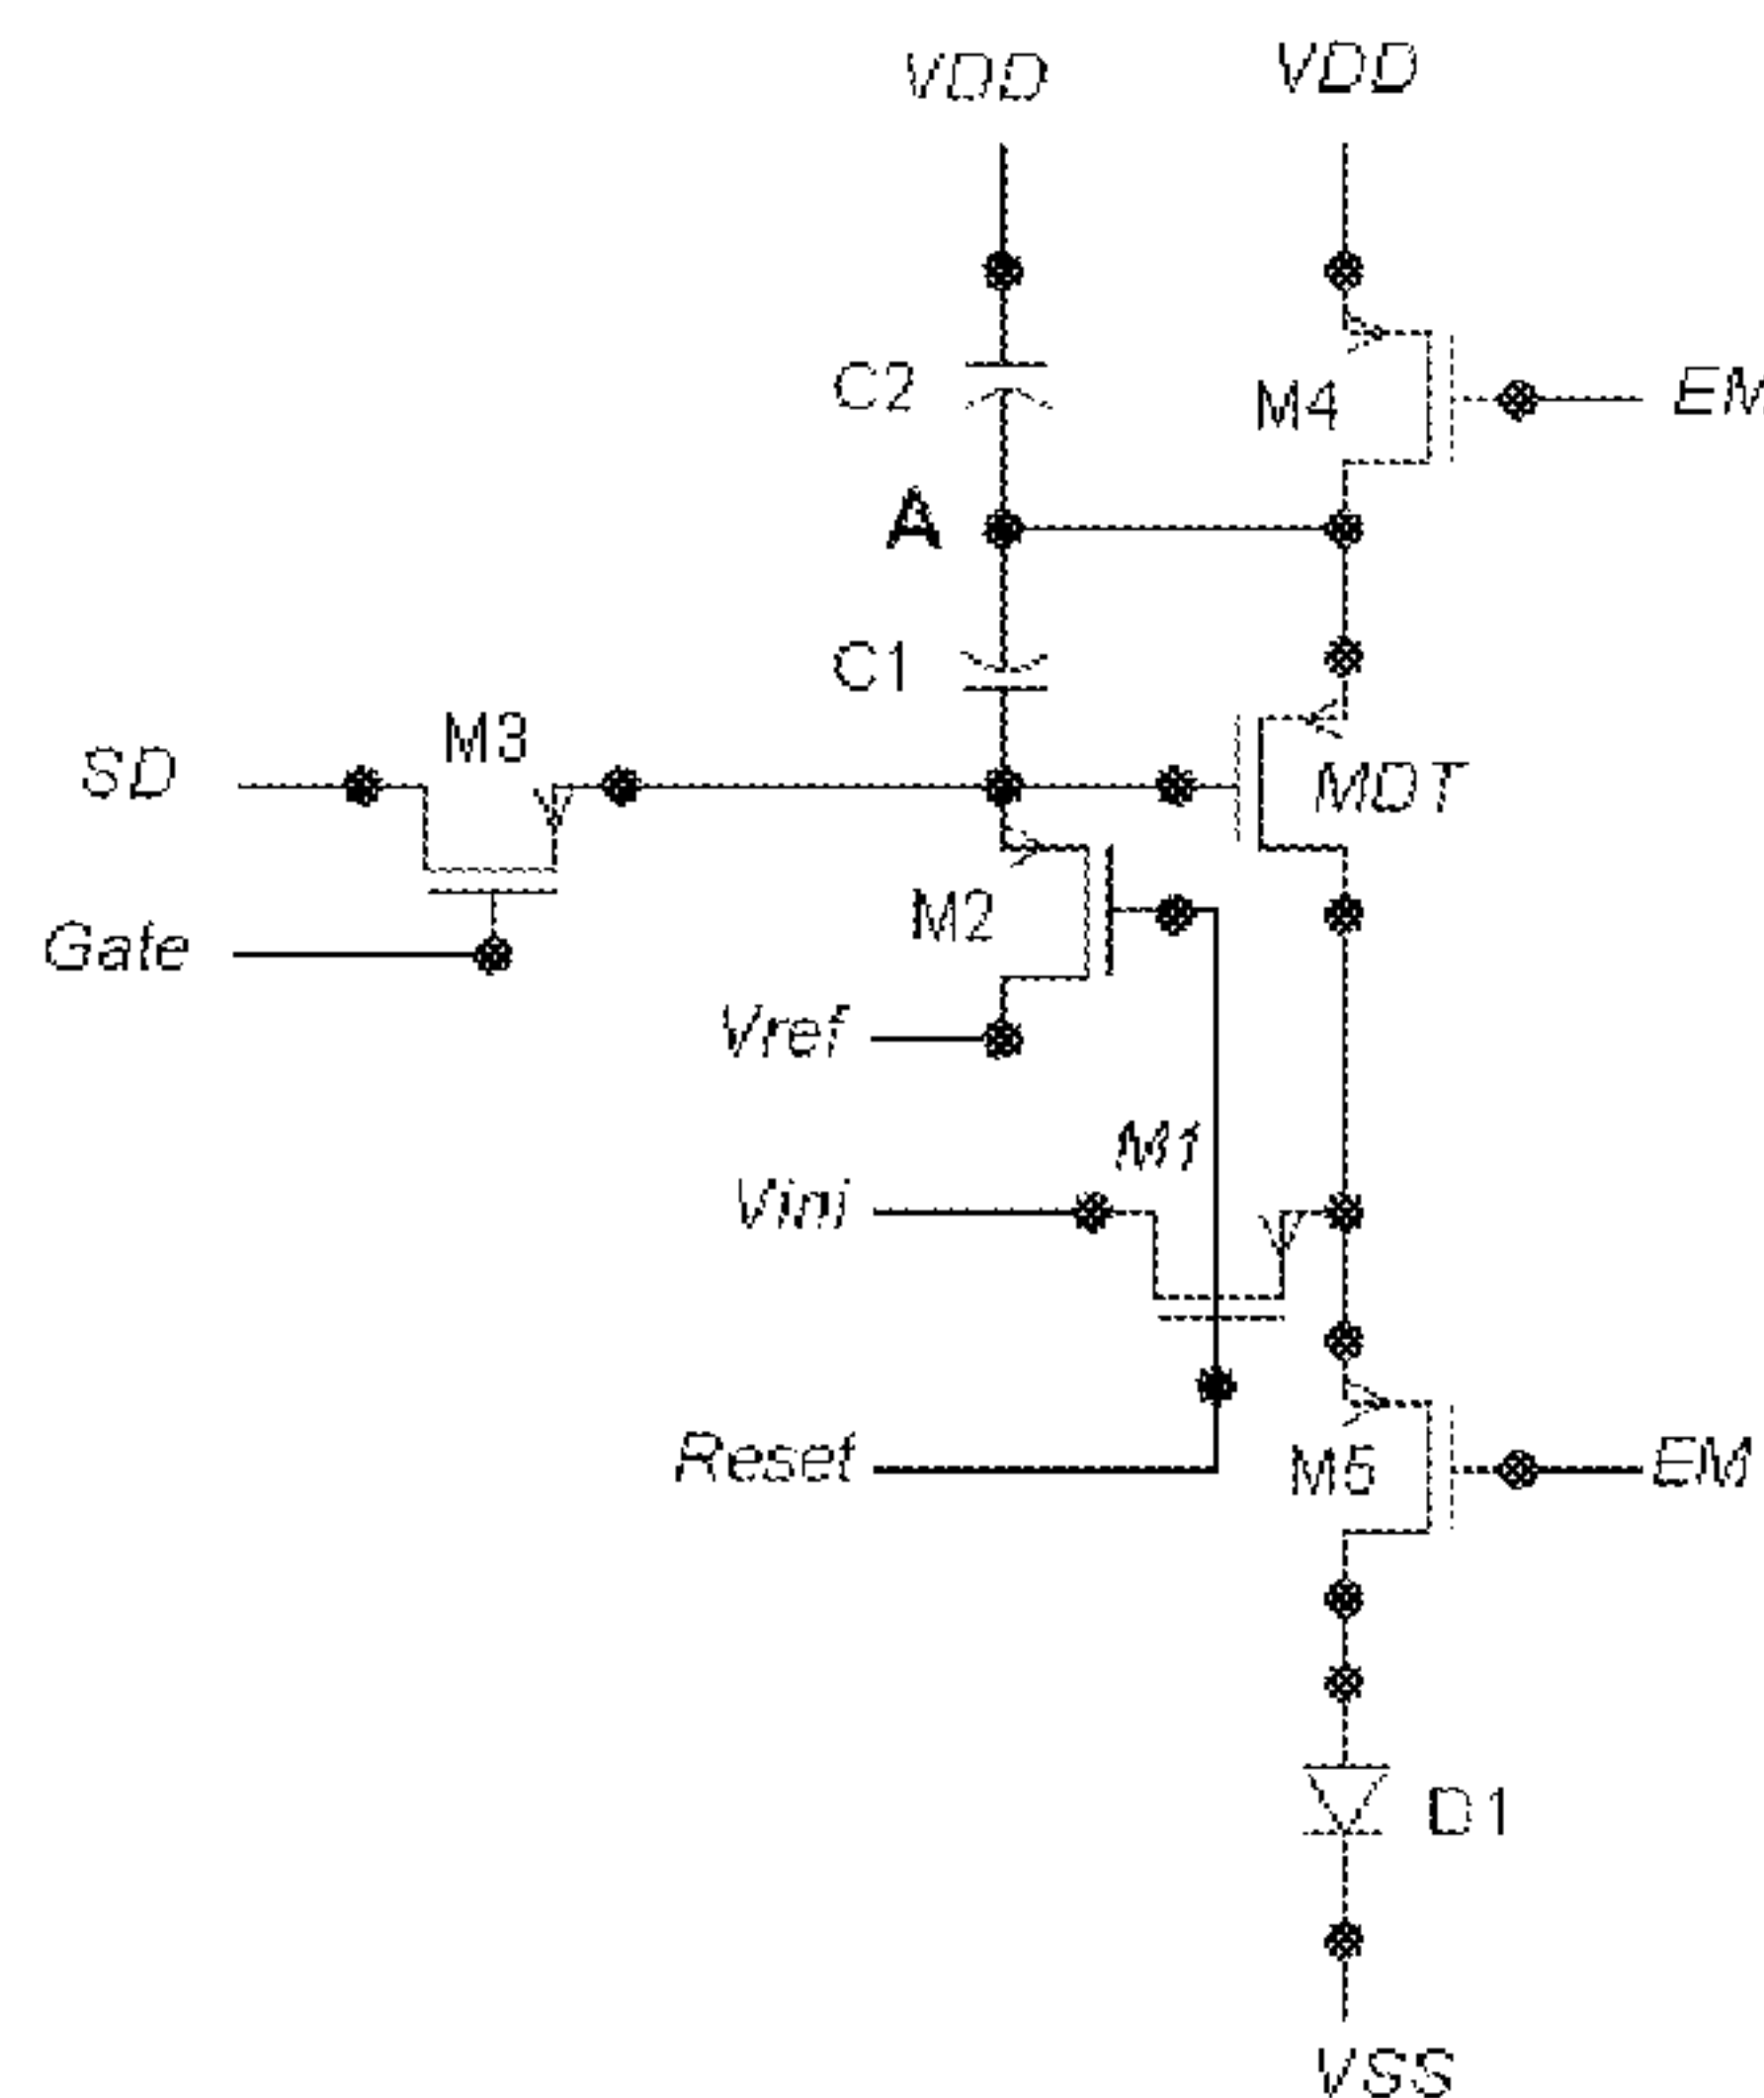 VDD VDD
C2
M4 EM
A
C1
M3
SD MDT
M2
Gate
Vref
M1
Vini
Reset M5 EM
D1
VSS